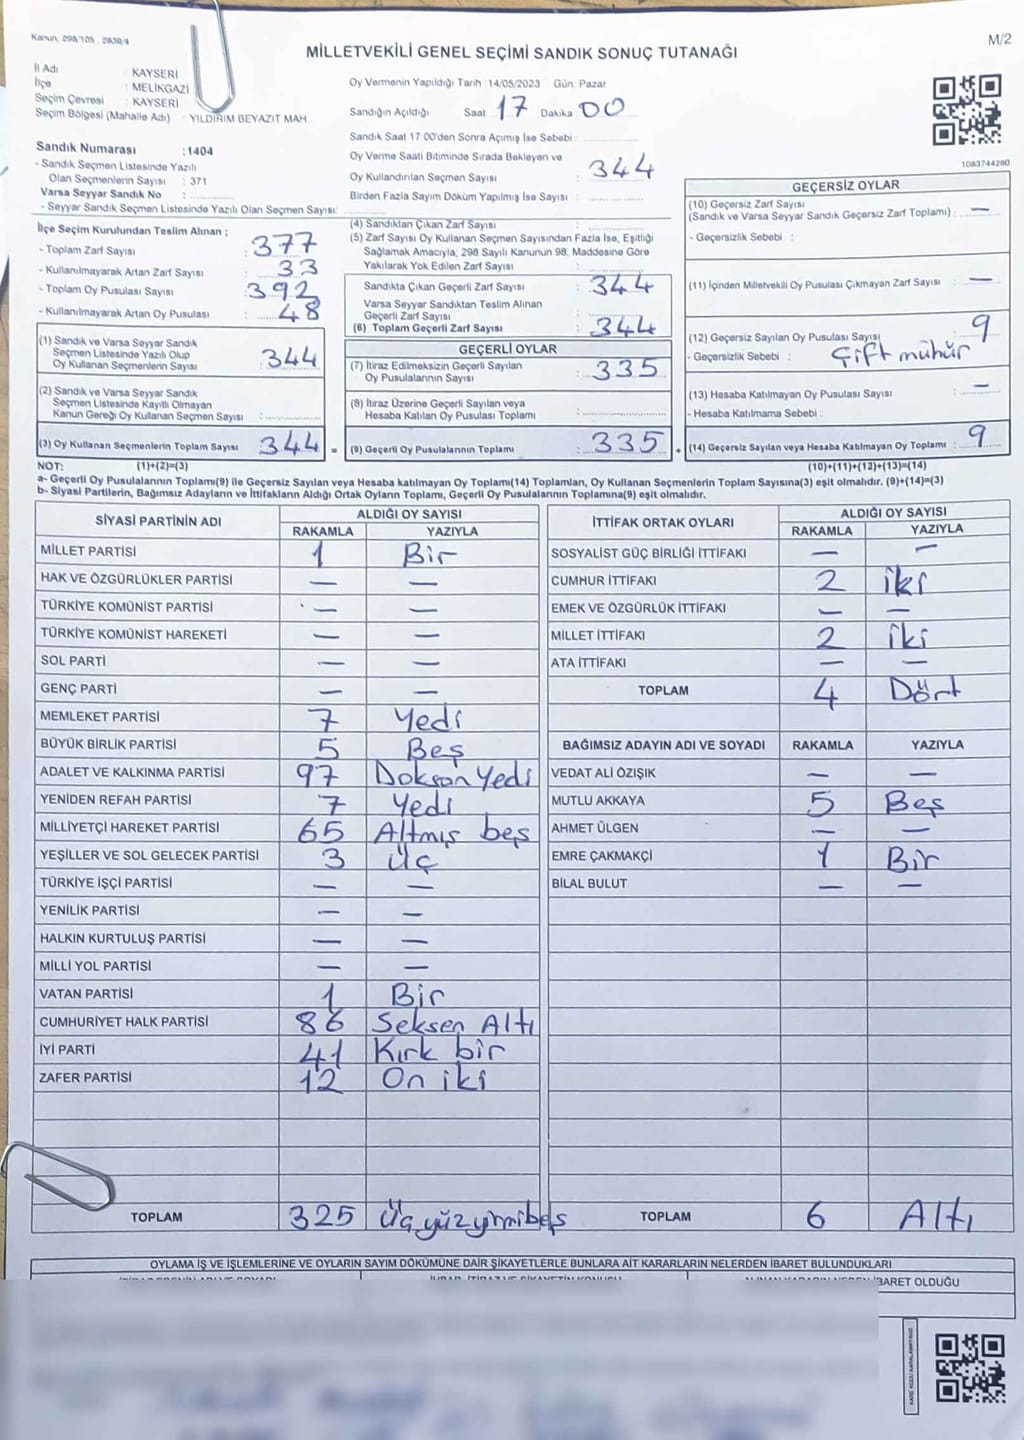 Kanun: 298/105 , 2839/4
M/2
MİLLETVEKİLİ GENEL SEÇİMİ SANDIK SONUÇ TUTANAĞI
İl Adı : KAYSERİ
İlçe : MELİKGAZİ
Seçim Çevresi : KAYSERİ
Seçim Bölgesi (Mahalle Adı) : YILDIRIM BEYAZIT MAH.
Sandık Numarası :1404
- Sandık Seçmen Listesinde Yazılı
Olan Seçmenlerin Sayısı : 371
Varsa Seyyar Sandık No :
- Seyyar Sandık Seçmen Listesinde Yazılı Olan Seçmen Sayısı:
İlçe Seçim Kurulundan Teslim Alınan ;
- Toplam Zarf Sayısı : 377
- Kullanılmayarak Artan Zarf Sayısı : 33
- Toplam Oy Pusulası Sayısı : 392
- Kullanılmayarak Artan Oy Pusulası : 48
Oy Vermenin Yapıldığı Tarih :14/05/2023 Gün: Pazar
Sandığın Açıldığı Saat 17 Dakika 00
Sandık Saat 17:00'den Sonra Açımış İse Sebebi :
Oy Verme Saati Bitiminde Sırada Bekleyen ve
Oy Kullandırılan Seçmen Sayısı : 344
Birden Fazla Sayım Döküm Yapılmış İse Sayısı :
(4) Sandıktan Çıkan Zarf Sayısı :
(5) Zarf Sayısı Oy Kullanan Seçmen Sayısından Fazla İse, Eşitliği
Sağlamak Amacıyla; 298 Sayılı Kanunun 98. Maddesine Göre
Yakılarak Yok Edilen Zarf Sayısı :
Sandıkta Çıkan Geçerli Zarf Sayısı : 344
Varsa Seyyar Sandıktan Teslim Alınan
Geçerli Zarf Sayısı :
(6) Toplam Geçerli Zarf Sayısı : 344
1083744280
GEÇERSİZ OYLAR
(10) Geçersiz Zarf Sayısı
(Sandık ve Varsa Seyyar Sandık Geçersiz Zarf Toplamı) : —
- Geçersizlik Sebebi :
(11) İçinden Milletvekili Oy Pusulası Çıkmayan Zarf Sayısı : —
(12) Geçersiz Sayılan Oy Pusulası Sayısı : 9
- Geçersizlik Sebebi : Çift mühür
(13) Hesaba Katılmayan Oy Pusulası Sayısı : —
- Hesaba Katılmama Sebebi :
(14) Geçersiz Sayılan veya Hesaba Katılmayan Oy Toplamı : 9
(10)+(11)+(12)+(13)=(14)
(1) Sandık ve Varsa Seyyar Sandık
Seçmen Listesinde Yazılı Olup
Oy Kullanan Seçmenlerin Sayısı : 344
(2) Sandık ve Varsa Seyyar Sandık
Seçmen Listesinde Kayıtlı Olmayan
Kanun Gereği Oy Kullanan Seçmen Sayısı :
(3) Oy Kullanan Seçmenlerin Toplam Sayısı : 344 =
GEÇERLİ OYLAR
(7) İtiraz Edilmeksizin Geçerli Sayılan
Oy Pusulalarının Sayısı : 335
(8) İtiraz Üzerine Geçerli Sayılan veya
Hesaba Katılan Oy Pusulası Toplamı :
(9) Geçerli Oy Pusulalarının Toplamı : 335 +
NOT: (1)+(2)=(3)
a- Geçerli Oy Pusulalarının Toplamı(9) ile Geçersiz Sayılan veya Hesaba katılmayan Oy Toplamı(14) Toplamları, Oy Kullanan Seçmenlerin Toplam Sayısına(3) eşit olmalıdır. (9)+(14)=(3)
b- Siyasi Partilerin, Bağımsız Adayların ve İttifakların Aldığı Ortak Oyların Toplamı, Geçerli Oy Pusulalarının Toplamına(9) eşit olmalıdır.
SİYASİ PARTİNİN ADI ALDIĞI OY SAYISI
RAKAMLA YAZIYLA
MİLLET PARTİSİ 1 Bir
HAK VE ÖZGÜRLÜKLER PARTİSİ — —
TÜRKİYE KOMÜNİST PARTİSİ — —
TÜRKİYE KOMÜNİST HAREKETİ — —
SOL PARTİ — —
GENÇ PARTİ — —
MEMLEKET PARTİSİ 7 Yedi
BÜYÜK BİRLİK PARTİSİ 5 Beş
ADALET VE KALKINMA PARTİSİ 97 Doksan Yedi
YENİDEN REFAH PARTİSİ 7 Yedi
MİLLİYETÇİ HAREKET PARTİSİ 65 Altmış beş
YEŞİLLER VE SOL GELECEK PARTİSİ 3 Üç
TÜRKİYE İŞÇİ PARTİSİ — —
YENİLİK PARTİSİ — —
HALKIN KURTULUŞ PARTİSİ — —
MİLLİ YOL PARTİSİ — —
VATAN PARTİSİ 1 Bir
CUMHURİYET HALK PARTİSİ 86 Seksen Altı
İYİ PARTİ 41 Kırk bir
ZAFER PARTİSİ 12 On iki
TOPLAM 325 Üç yüz yirmi beş
İTTİFAK ORTAK OYLARI ALDIĞI OY SAYISI
RAKAMLA YAZIYLA
SOSYALİST GÜÇ BİRLİĞİ İTTİFAKI — —
CUMHUR İTTİFAKI 2 iki
EMEK VE ÖZGÜRLÜK İTTİFAKI — —
MİLLET İTTİFAKI 2 iki
ATA İTTİFAKI — —
TOPLAM 4 Dört
BAĞIMSIZ ADAYIN ADI VE SOYADI RAKAMLA YAZIYLA
VEDAT ALİ ÖZIŞIK — —
MUTLU AKKAYA 5 Beş
AHMET ÜLGEN — —
EMRE ÇAKMAKÇİ 1 Bir
BİLAL BULUT — —
TOPLAM 6 Altı
OYLAMA İŞ VE İŞLEMLERİNE VE OYLARIN SAYIM DÖKÜMÜNE DAİR ŞİKAYETLERLE BUNLARA AİT KARARLARIN NELERDEN İBARET BULUNDUKLARI
İBARET OLDUĞU